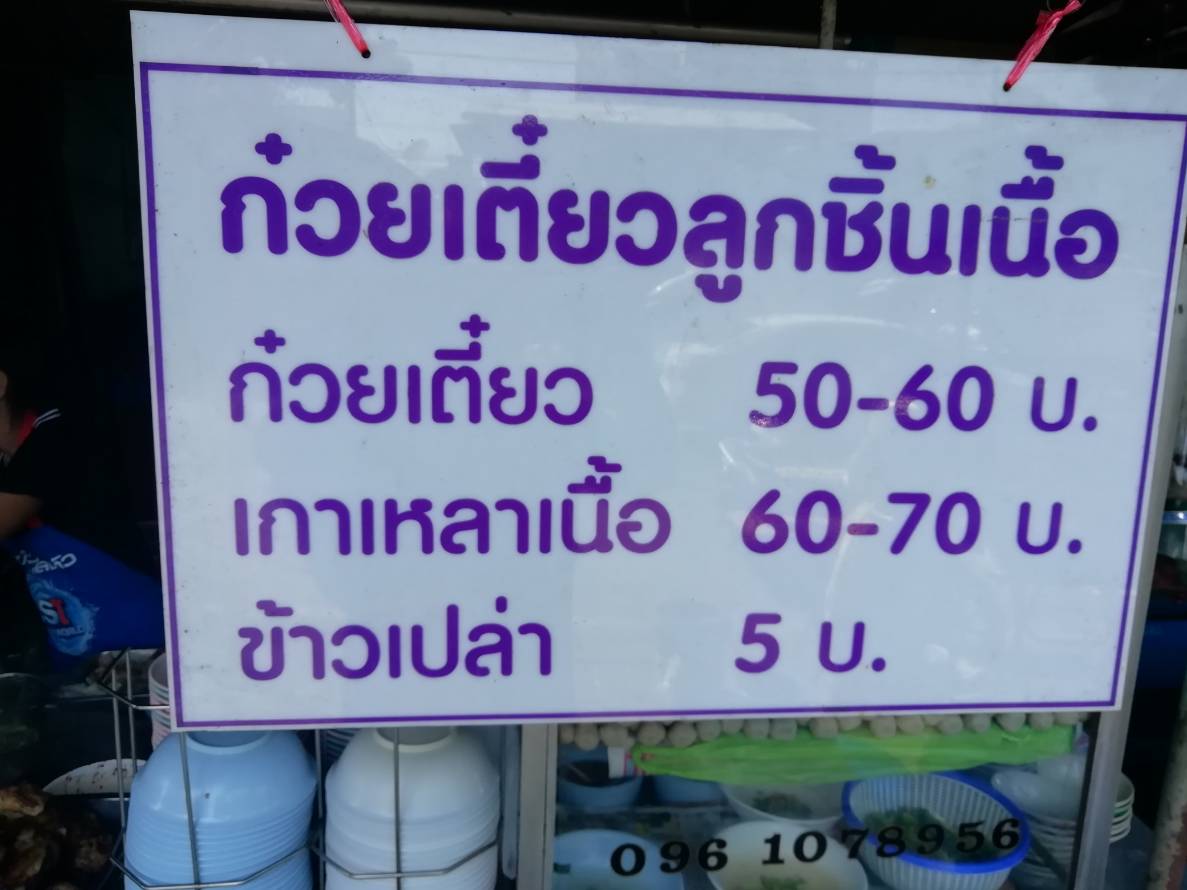 ก๋วยเตี๋ยวลูกชิ้นเนื้อ
ก๋วยเตี๋ยว 50-60 บ.
เกาเหลาเนื้อ 60-70 บ.
ข้าวเปล่า 5 บ.
096 1078956